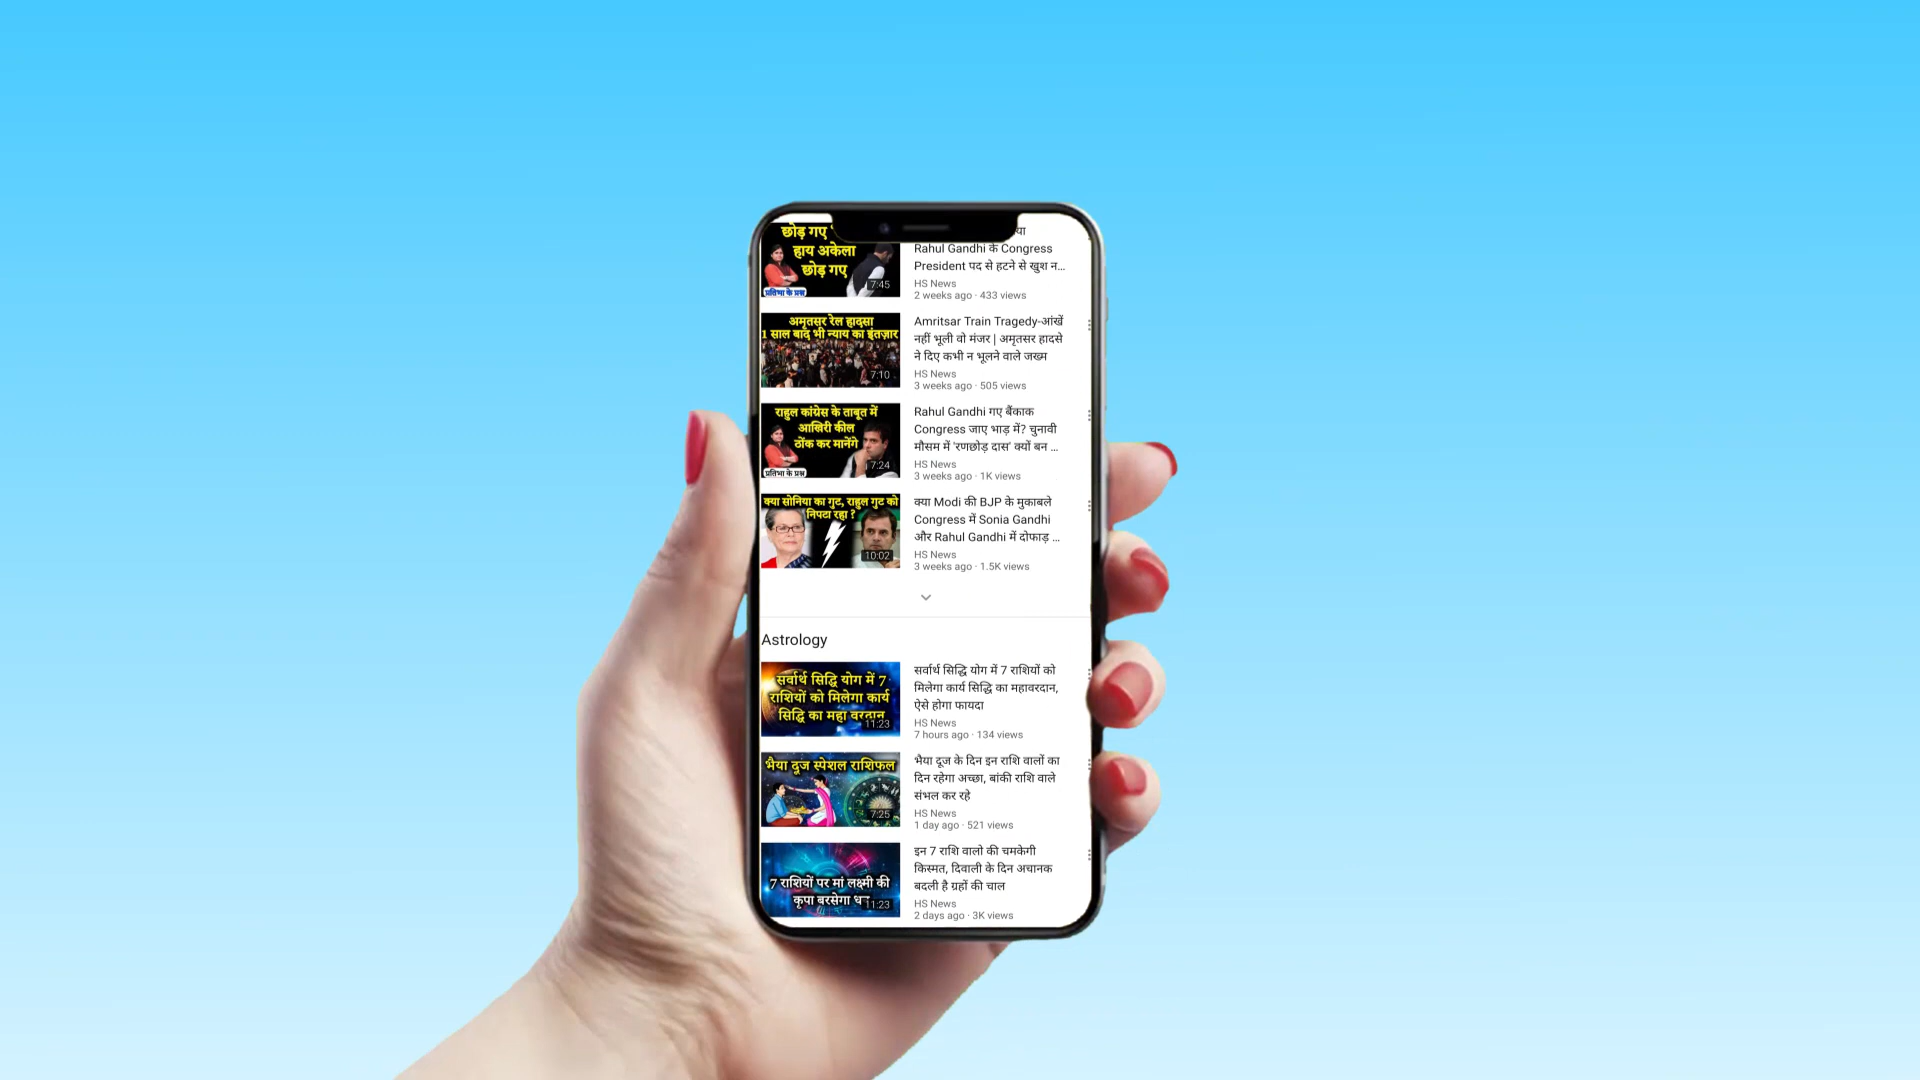 छोड़ गए
हाय अकेला
छोड़ गए
प्रतिभा के प्रश्न
7:45
Rahul Gandhi के Congress
President पद से हटने से खुश न...
HS News
2 weeks ago · 433 views
अमृतसर रेल हादसा
1 साल बाद भी न्याय का इंतज़ार
7:10
Amritsar Train Tragedy-आंखें
नहीं भूली वो मंजर | अमृतसर हादसे
ने दिए कभी न भूलने वाले जख्म
HS News
3 weeks ago · 505 views
राहुल कांग्रेस के ताबूत में
आखिरी कील
ठोंक कर मानेंगे
प्रतिभा के प्रश्न
7:24
Rahul Gandhi गए बैंकाक
Congress जाए भाड़ में? चुनावी
मौसम में 'रणछोड़ दास' क्यों बन ...
HS News
3 weeks ago · 1K views
क्या सोनिया का गुट, राहुल गुट को
निपटा रहा ?
10:02
क्या Modi की BJP के मुकाबले
Congress में Sonia Gandhi
और Rahul Gandhi में दोफाड़ ...
HS News
3 weeks ago · 1.5K views
Astrology
सर्वार्थ सिद्धि योग में 7
राशियों को मिलेगा कार्य
सिद्धि का महा वरदान
11:23
सर्वार्थ सिद्धि योग में 7 राशियों को
मिलेगा कार्य सिद्धि का महावरदान,
ऐसे होगा फायदा
HS News
7 hours ago · 134 views
भैया दूज स्पेशल राशिफल
7:25
भैया दूज के दिन इन राशि वालों का
दिन रहेगा अच्छा, बांकी राशि वाले
संभल कर रहे
HS News
1 day ago · 521 views
7 राशियों पर मां लक्ष्मी की
कृपा बरसेगा
11:23
इन 7 राशि वालो की चमकेगी
किस्मत, दिवाली के दिन अचानक
बदली है ग्रहों की चाल
HS News
2 days ago · 3K views